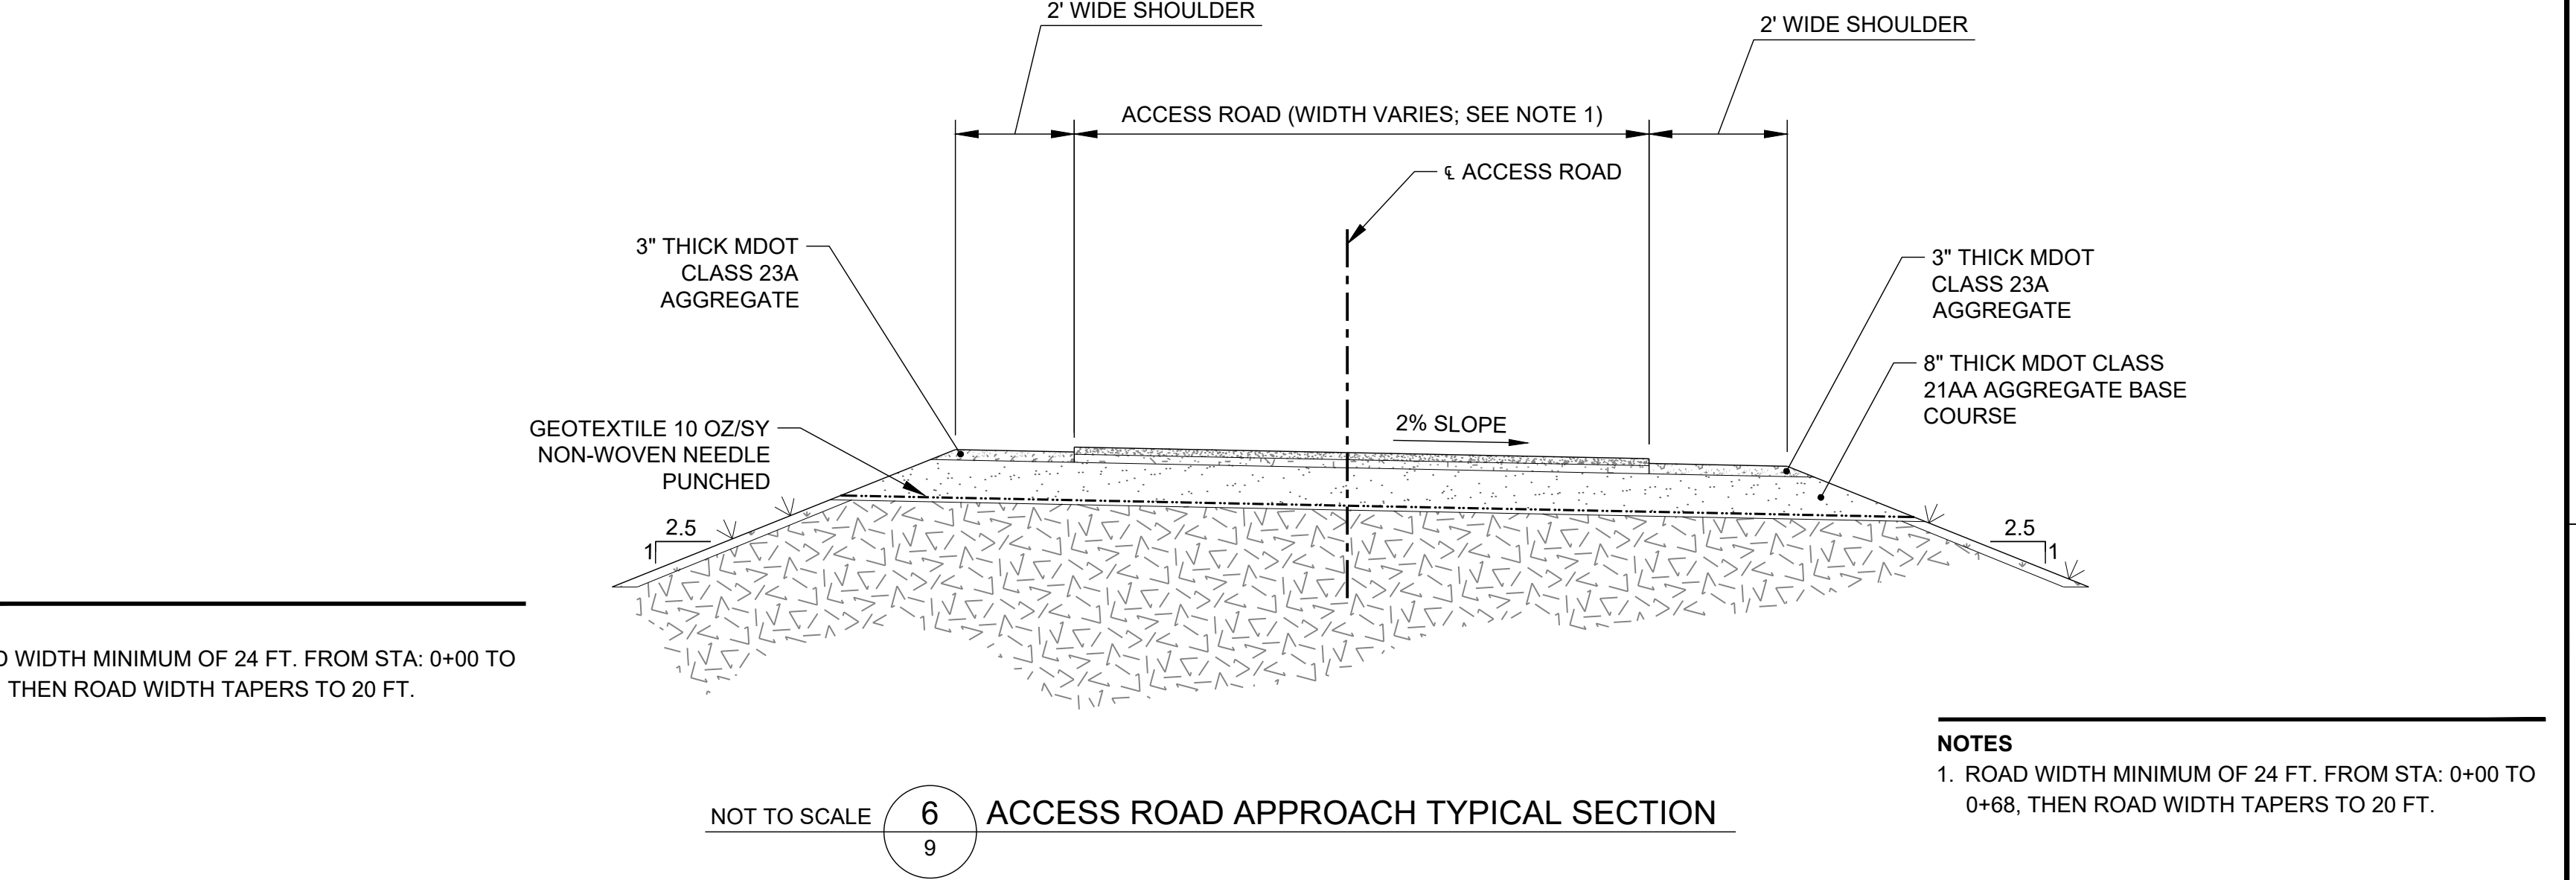 2' WIDE SHOULDER
2' WIDE SHOULDER
ACCESS ROAD (WIDTH VARIES; SEE NOTE 1)
℄ ACCESS ROAD
3" THICK MDOT
CLASS 23A
AGGREGATE
3" THICK MDOT
CLASS 23A
AGGREGATE
8" THICK MDOT CLASS
21AA AGGREGATE BASE
COURSE
GEOTEXTILE 10 OZ/SY
NON-WOVEN NEEDLE
PUNCHED
2% SLOPE
2.5
1
2.5
1
WIDTH MINIMUM OF 24 FT. FROM STA: 0+00 TO
THEN ROAD WIDTH TAPERS TO 20 FT.
NOTES
1. ROAD WIDTH MINIMUM OF 24 FT. FROM STA: 0+00 TO
0+68, THEN ROAD WIDTH TAPERS TO 20 FT.
NOT TO SCALE
6
9
ACCESS ROAD APPROACH TYPICAL SECTION